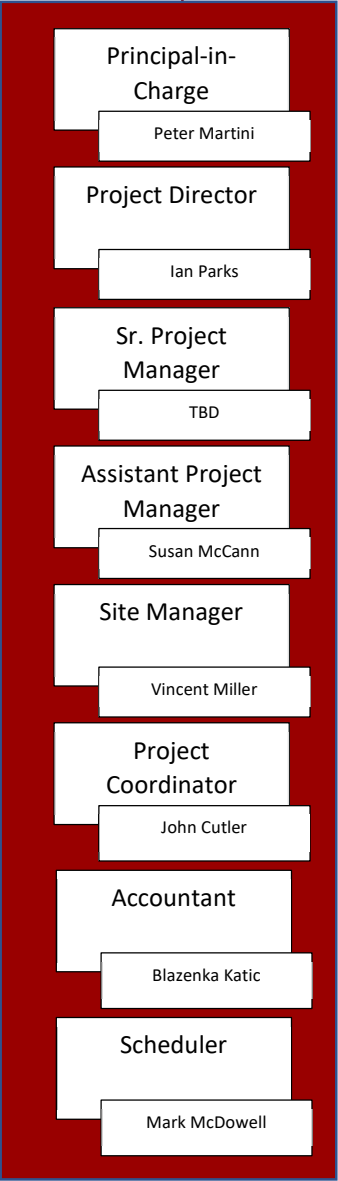 Principal-in-
Charge
Peter Martini
Project Director
Ian Parks
Sr. Project
Manager
TBD
Assistant Project
Manager
Susan McCann
Site Manager
Vincent Miller
Project
Coordinator
John Cutler
Accountant
Blazenka Katic
Scheduler
Mark McDowell